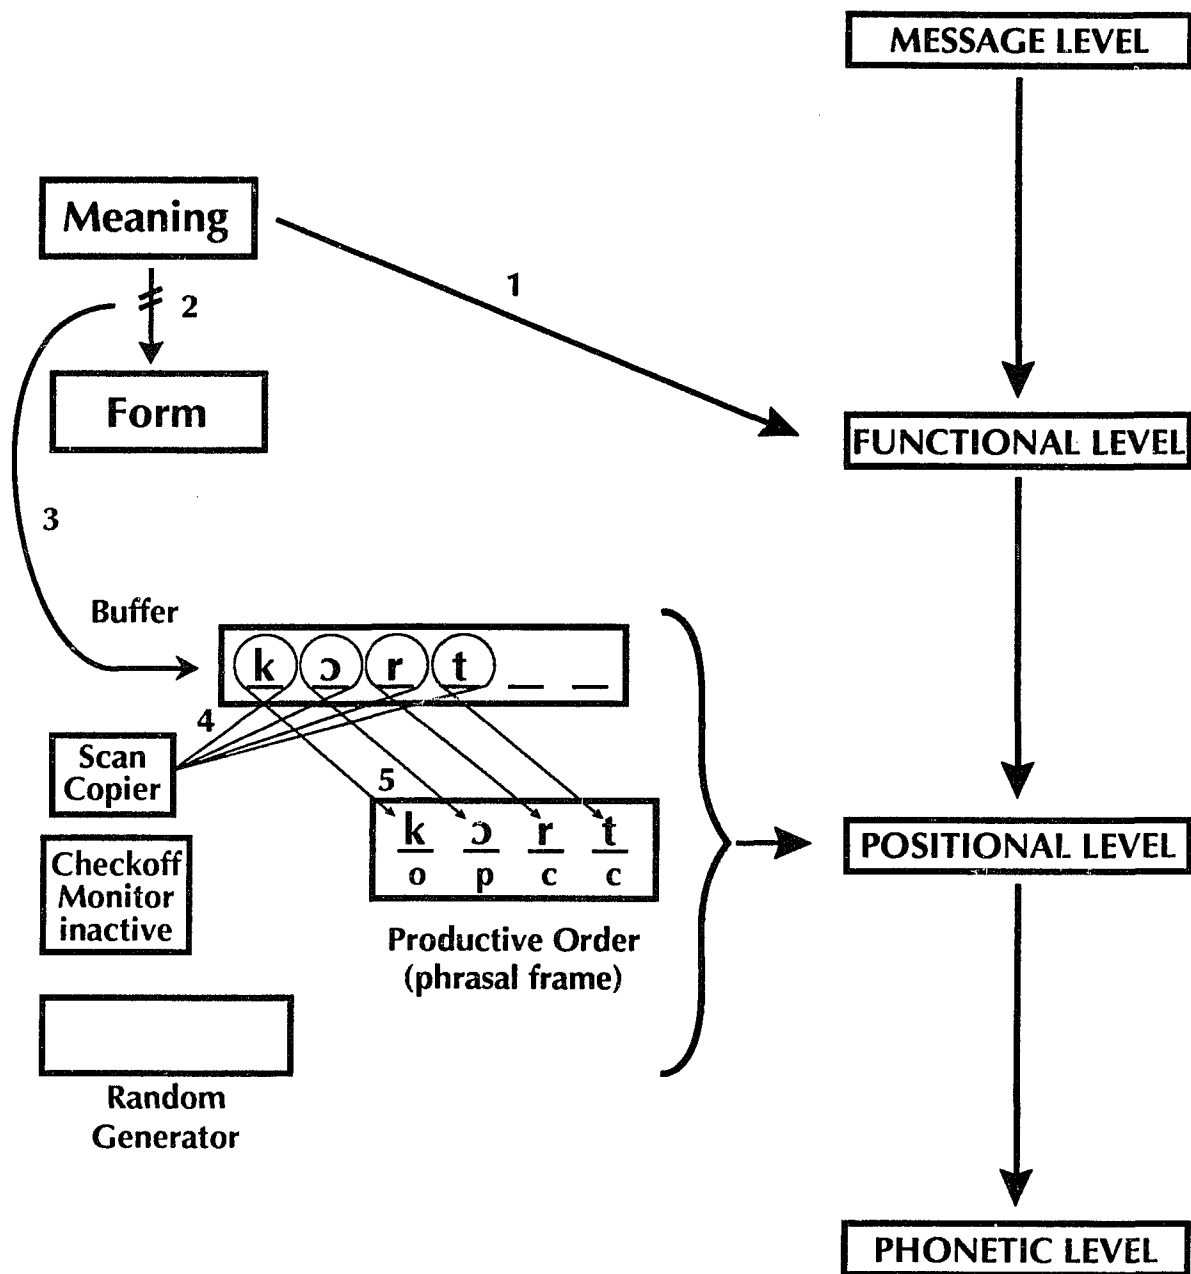 MESSAGE LEVEL
Meaning
1
2
Form
FUNCTIONAL LEVEL
3
Buffer
k ɔ r t _ _
4
Scan
Copier
5
k ɔ r t
o p c c
POSITIONAL LEVEL
Checkoff
Monitor
inactive
Productive Order
(phrasal frame)
Random
Generator
PHONETIC LEVEL